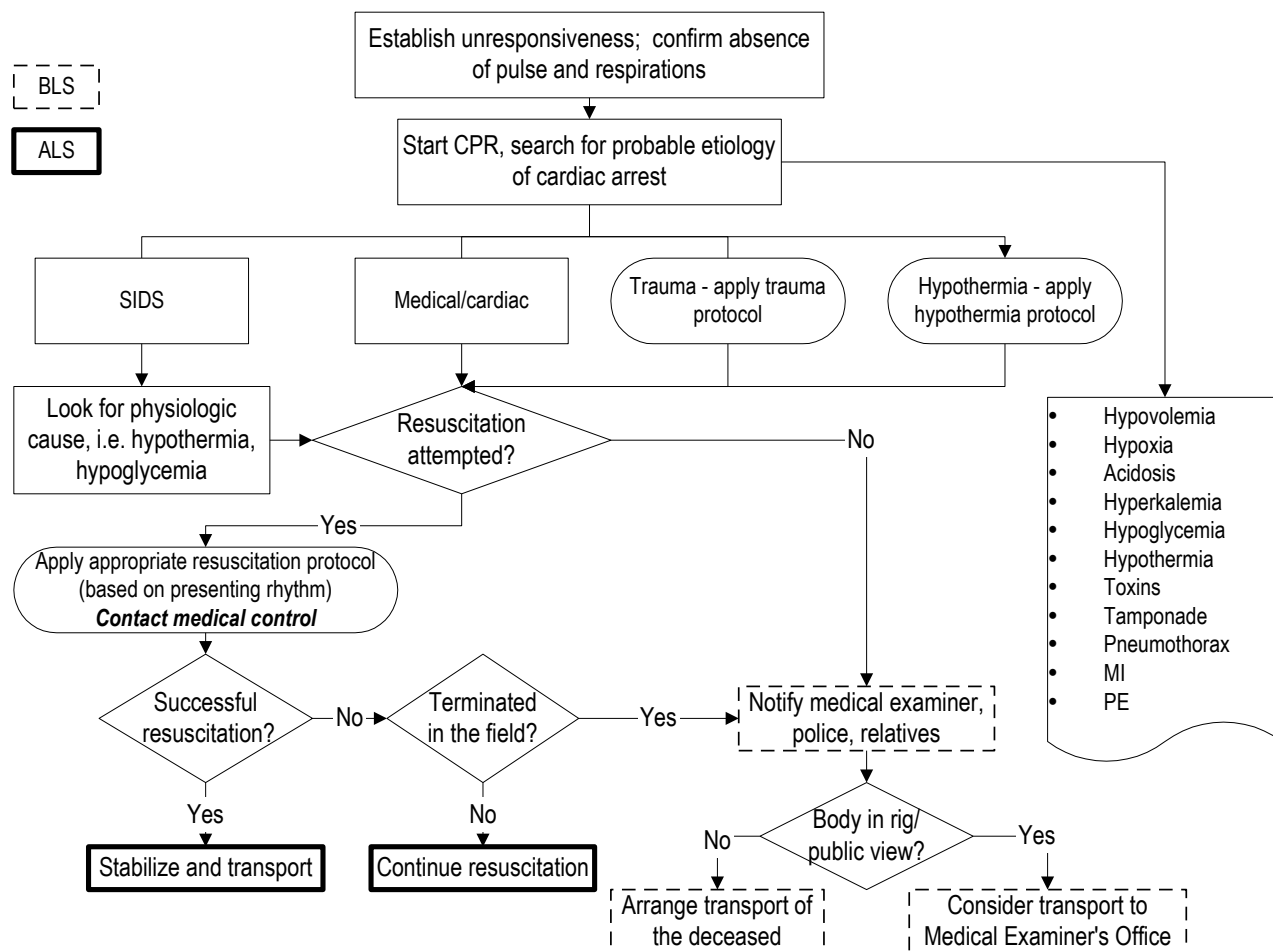 Establish unresponsiveness;  confirm absence
of pulse and respirations
BLS
ALS
Start CPR, search for probable etiology
of cardiac arrest
SIDS
Medical/cardiac
Trauma - apply trauma
protocol
Hypothermia - apply
hypothermia protocol
Look for physiologic
cause, i.e. hypothermia,
hypoglycemia
Resuscitation
attempted?
No
• Hypovolemia
• Hypoxia
• Acidosis
• Hyperkalemia
• Hypoglycemia
• Hypothermia
• Toxins
• Tamponade
• Pneumothorax
• MI
• PE
Yes
Apply appropriate resuscitation protocol
(based on presenting rhythm)
Contact medical control
Successful
resuscitation?
No
Terminated
in the field?
Yes
Notify medical examiner,
police, relatives
Yes
No
Stabilize and transport
Continue resuscitation
Body in rig/
public view?
No
Yes
Arrange transport of
the deceased
Consider transport to
Medical Examiner's Office